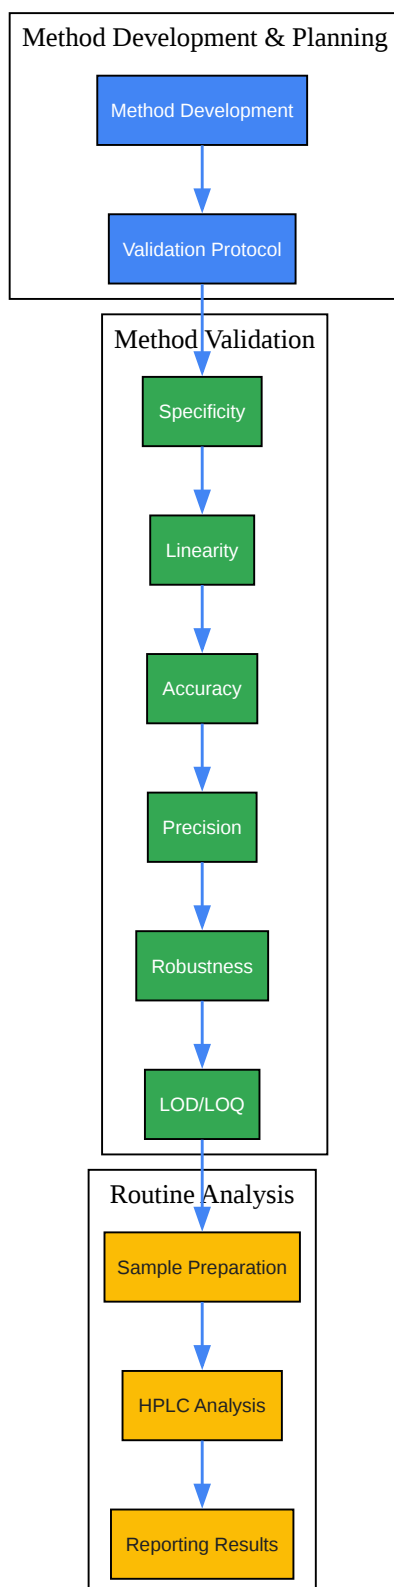 Method Development & Planning
Method Development
Validation Protocol
Method Validation
Specificity
Linearity
Accuracy
Precision
Robustness
LOD/LOQ
Routine Analysis
Sample Preparation
HPLC Analysis
Reporting Results